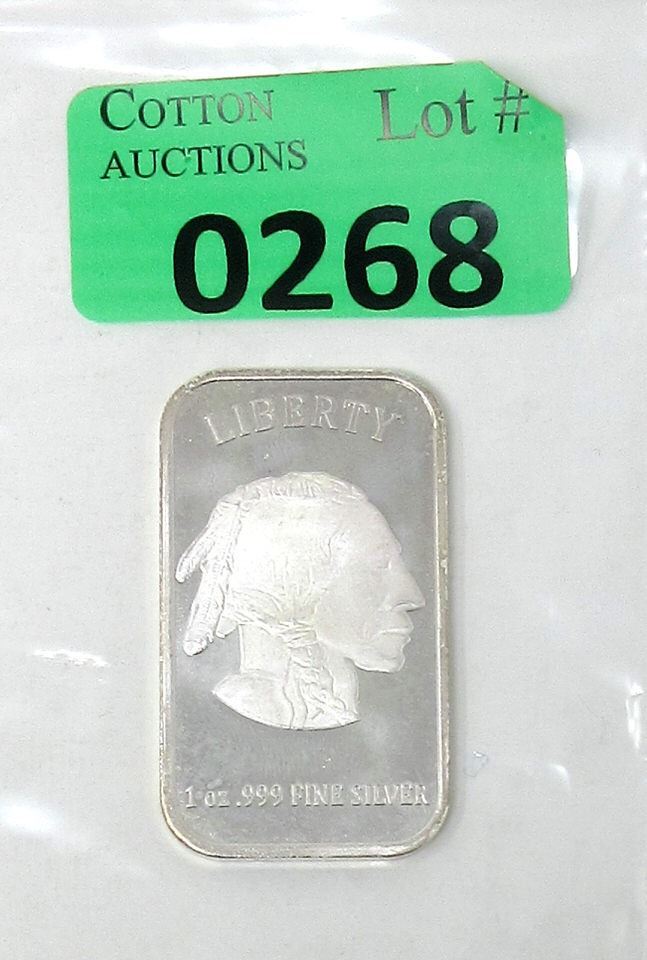 COTTON
Lot #
AUCTIONS
0268
LIBERTY
1 oz .999 FINE SILVER